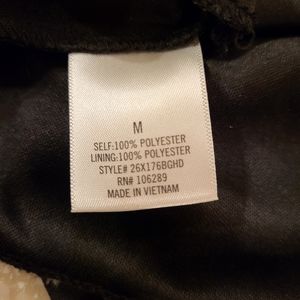 M
SELF:100% POLYESTER
LINING:100% POLYESTER
STYLE# 26X176BGHD
RN# 106289
MADE IN VIETNAM